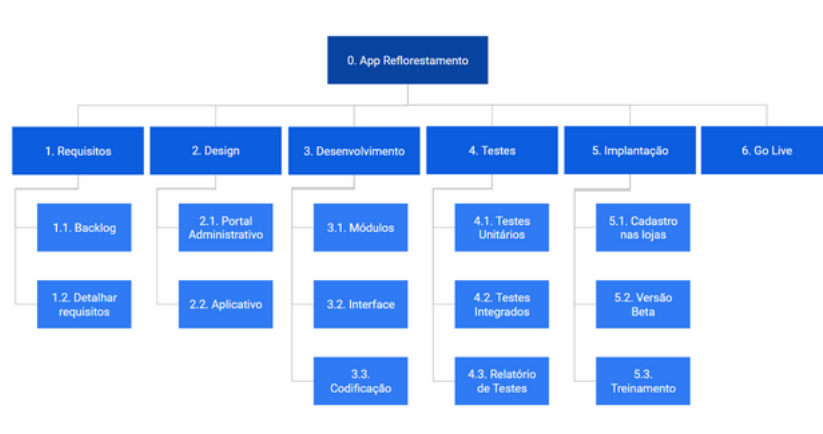 0. App Reflorestamento
1. Requisitos
2. Design
3. Desenvolvimento
4. Testes
5. Implantação
6. Go Live
1.1. Backlog
2.1. Portal
Administrativo
3.1. Módulos
4.1. Testes
Unitários
5.1. Cadastro
nas lojas
1.2. Detalhar
requisitos
2.2. Aplicativo
3.2. Interface
4.2. Testes
Integrados
5.2. Versão
Beta
3.3.
Codificação
4.3. Relatório
de Testes
5.3.
Treinamento